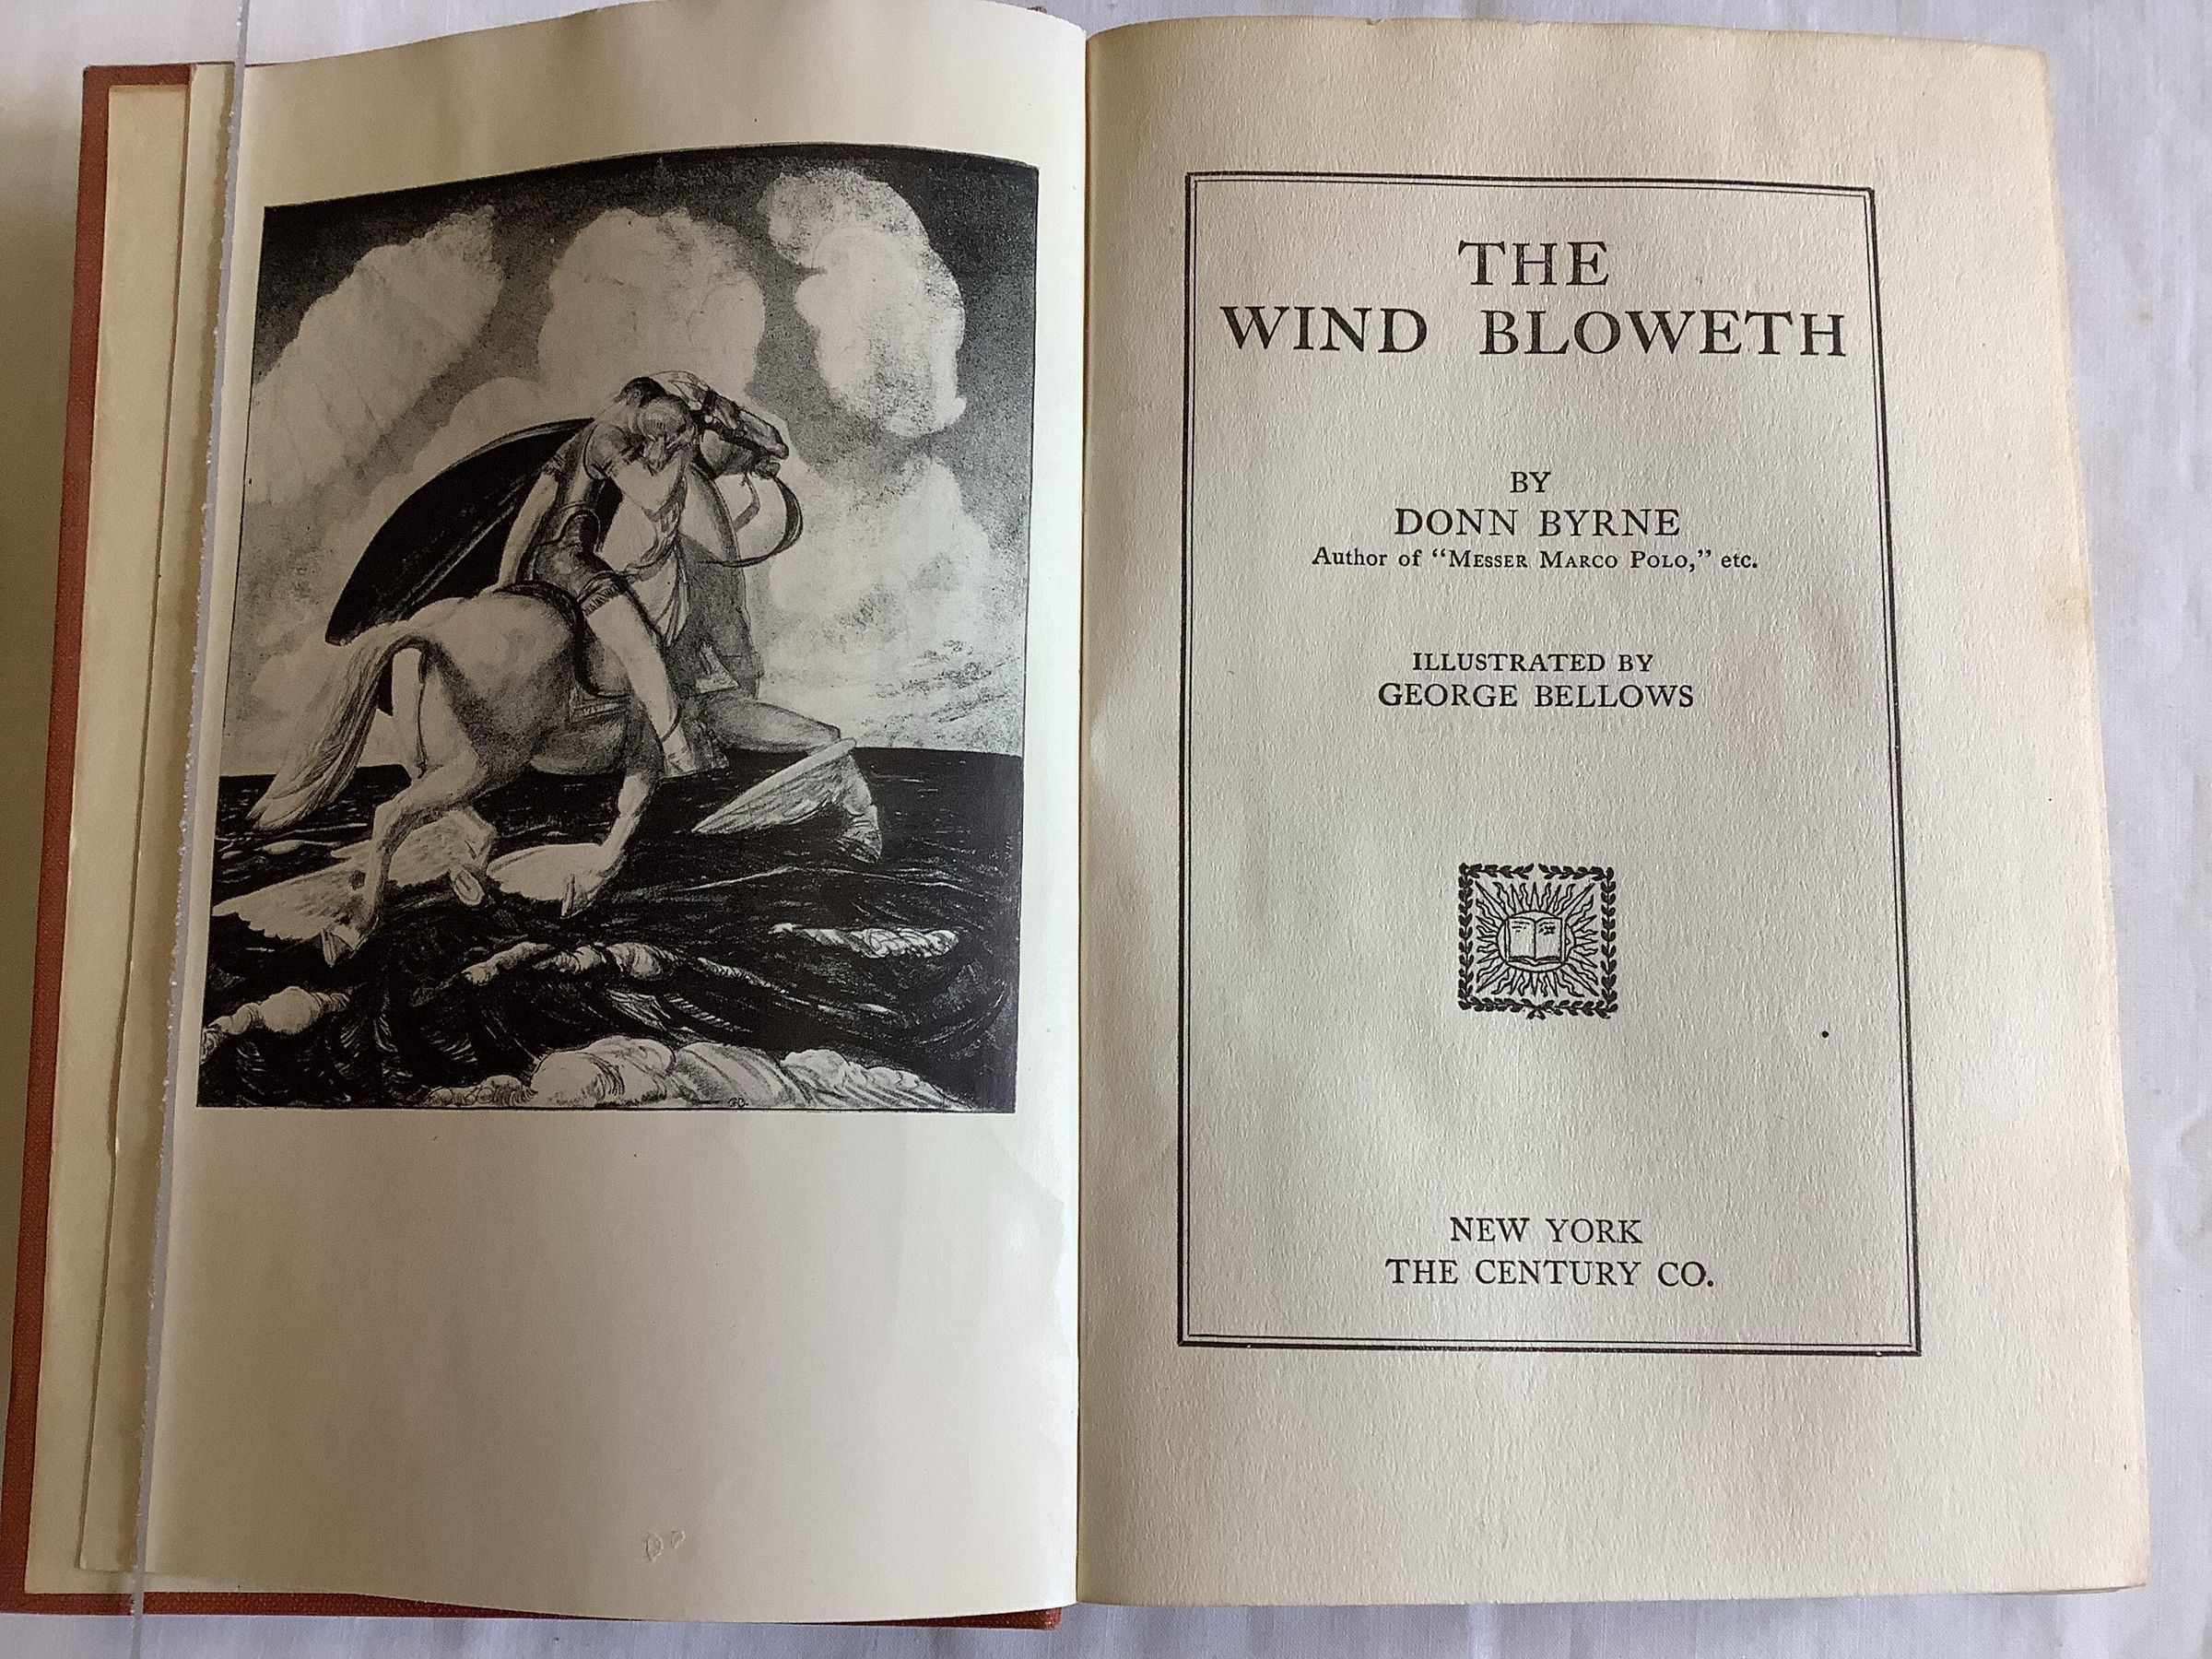 THE
WIND BLOWETH
BY
DONN BYRNE
Author of “MESSER MARCO POLO,” etc.
ILLUSTRATED BY
GEORGE BELLOWS
NEW YORK
THE CENTURY CO.